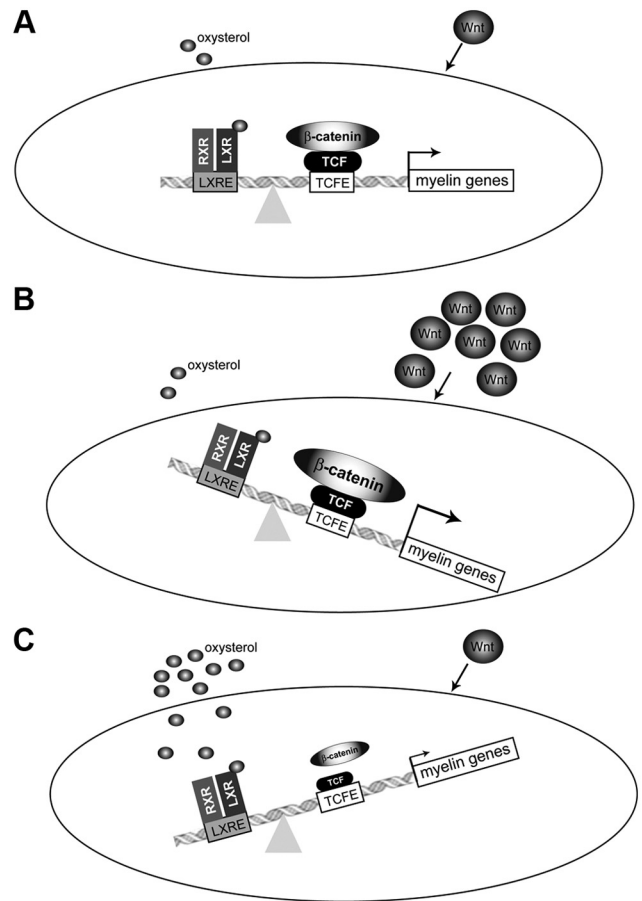 A
oxysterol
Wnt
RXR
LXR
β-catenin
TCF
LXRE
TCFE
myelin genes
B
Wnt
Wnt
Wnt
Wnt
Wnt
oxysterol
Wnt
Wnt
RXR
LXR
β-catenin
LXRE
TCF
TCFE
myelin genes
C
oxysterol
Wnt
β-catenin
myelin genes
RXR
LXR
TCF
TCFE
LXRE